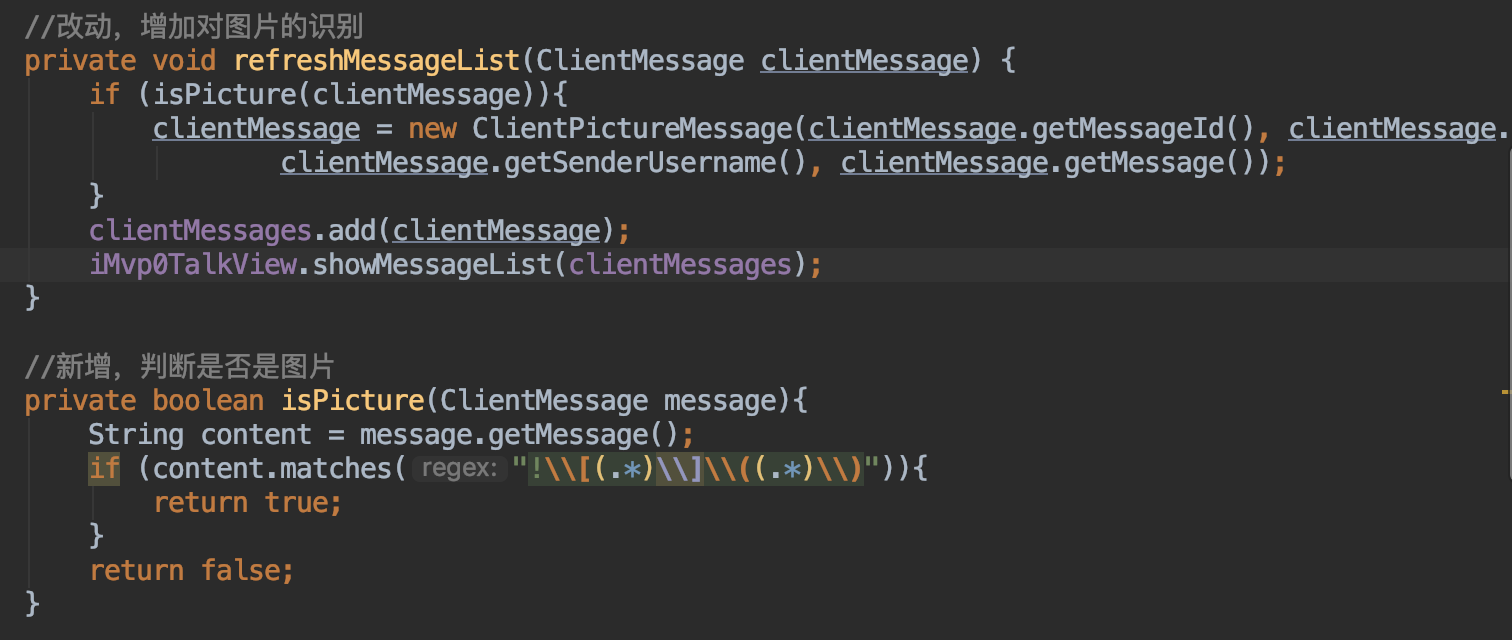 //改动，增加对图片的识别
private void refreshMessageList(ClientMessage clientMessage) {
if (isPicture(clientMessage)){
clientMessage = new ClientPictureMessage(clientMessage.getMessageId(), clientMessage.
clientMessage.getSenderUsername(), clientMessage.getMessage());
}
clientMessages.add(clientMessage);
iMvp0TalkView.showMessageList(clientMessages);
}
//新增，判断是否是图片
private boolean isPicture(ClientMessage message){
String content = message.getMessage();
if (content.matches( regex: "!\\[(.*)\\]\\((.*)\\)")){
return true;
}
return false;
}